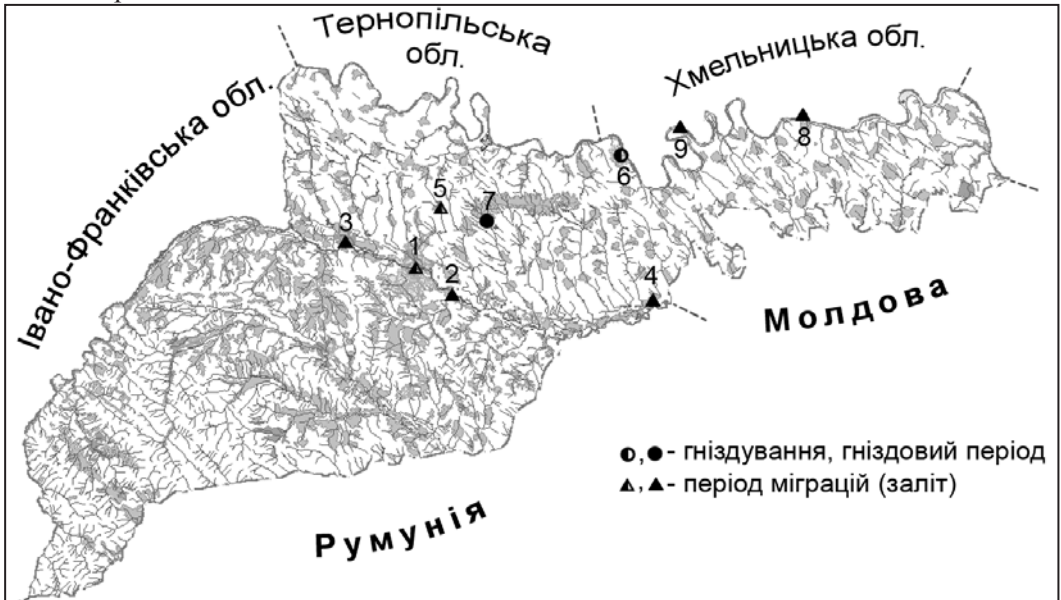 Тернопільська
обл.
Хмельницька обл.
Івано-Франківська обл.
8
9
6
5
7
3
1
2
4
Молдова
- гніздування, гніздовий період
- період міграцій (заліт)
Румунія